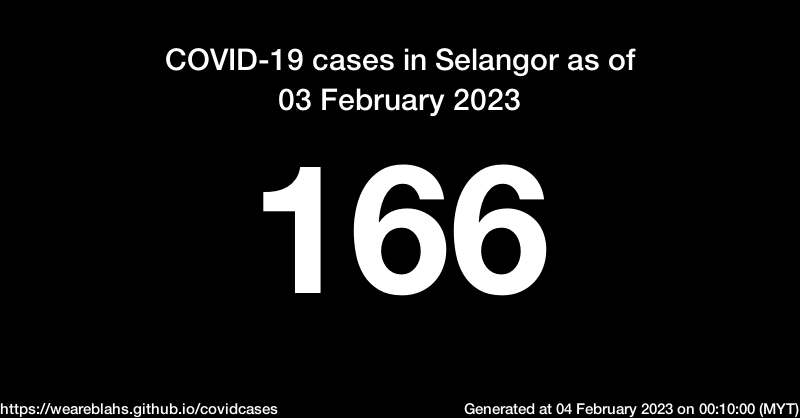 COVID-19 cases in Selangor as of
03 February 2023
166
https://weareblahs.github.io/covidcases
Generated at 04 February 2023 on 00:10:00 (MYT)